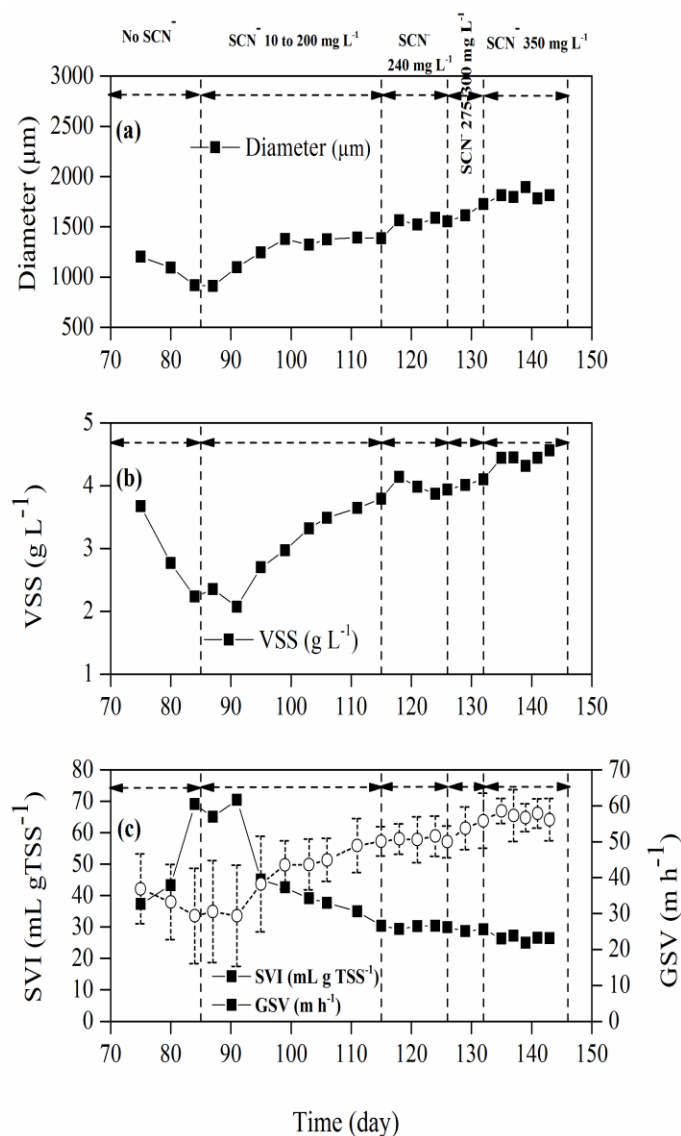 No SCN⁻
SCN⁻ 10 to 200 mg L⁻¹
SCN⁻
240 mg L⁻¹
SCN⁻ 275-300 mg L⁻¹
SCN⁻ 350 mg L⁻¹
3000
2500
2000
1500
1000
500
Diameter (μm)
(a)
Diameter (μm)
70 80 90 100 110 120 130 140 150
5
4
3
2
1
VSS (g L⁻¹)
(b)
VSS (g L⁻¹)
70 80 90 100 110 120 130 140 150
80
70
60
50
40
30
20
10
0
SVI (mL gTSS⁻¹)
(c)
SVI (mL g TSS⁻¹)
GSV (m h⁻¹)
70
60
50
40
30
20
10
0
GSV (m h⁻¹)
70 80 90 100 110 120 130 140 150
Time (day)